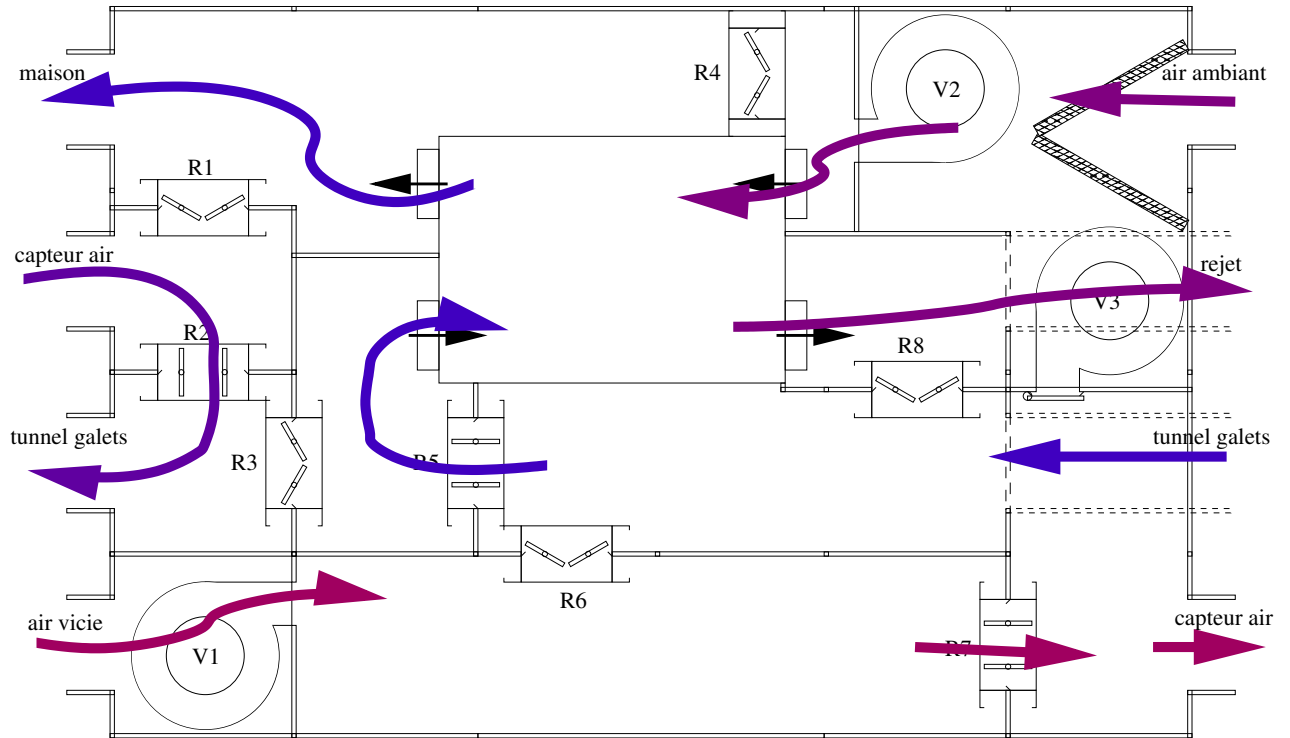 maison
R4
V2
air ambiant
R1
capteur air
rejet
V3
R2
R8
tunnel galets
R3
R5
tunnel galets
R6
air vicie
V1
R7
capteur air